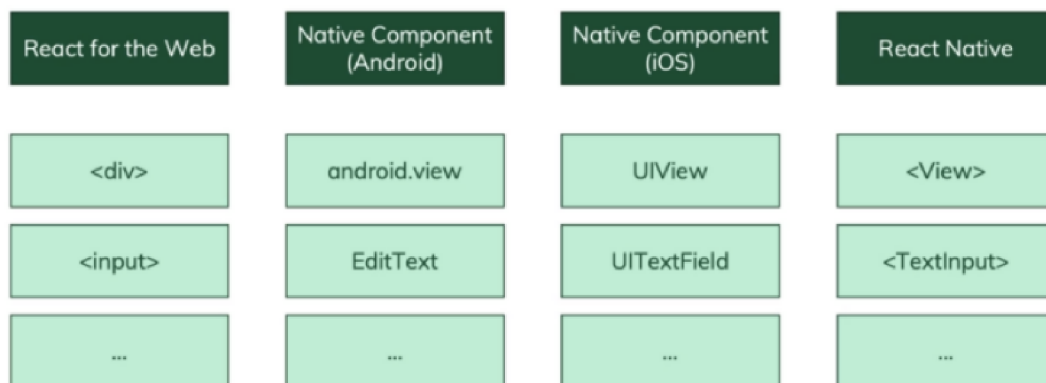 React for the Web
Native Component
(Android)
Native Component
(iOS)
React Native
<div>
android.view
UIView
<View>
<input>
EditText
UITextField
<TextInput>
...
...
...
...